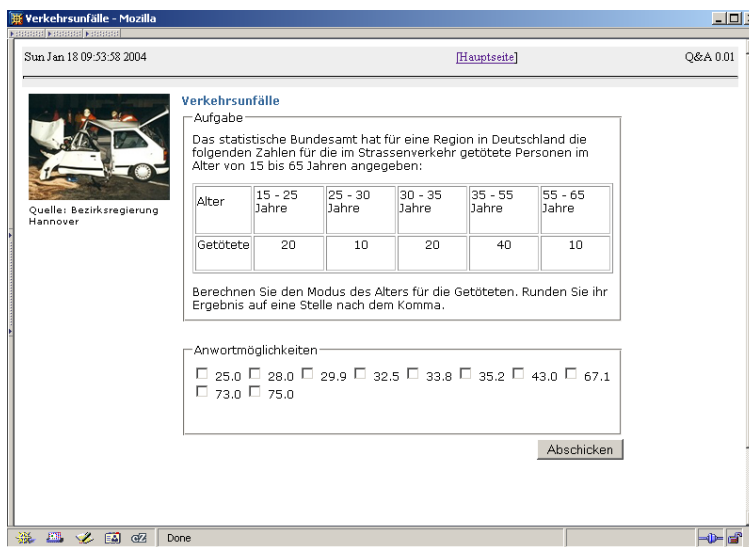 Verkehrsunfälle - Mozilla
Sun Jan 18 09:53:58 2004 [Hauptseite] Q&A 0.01
Verkehrsunfälle
Quelle: Bezirksregierung
Hannover
Aufgabe
Das statistische Bundesamt hat für eine Region in Deutschland die
folgenden Zahlen für die im Strassenverkehr getötete Personen im
Alter von 15 bis 65 Jahren angegeben:
Alter 15 - 25 Jahre 25 - 30 Jahre 30 - 35 Jahre 35 - 55 Jahre 55 - 65 Jahre
Getötete 20 10 20 40 10
Berechnen Sie den Modus des Alters für die Getöteten. Runden Sie ihr
Ergebnis auf eine Stelle nach dem Komma.
Anwortmöglichkeiten
25.0 28.0 29.9 32.5 33.8 35.2 43.0 67.1
73.0 75.0
Abschicken
Done